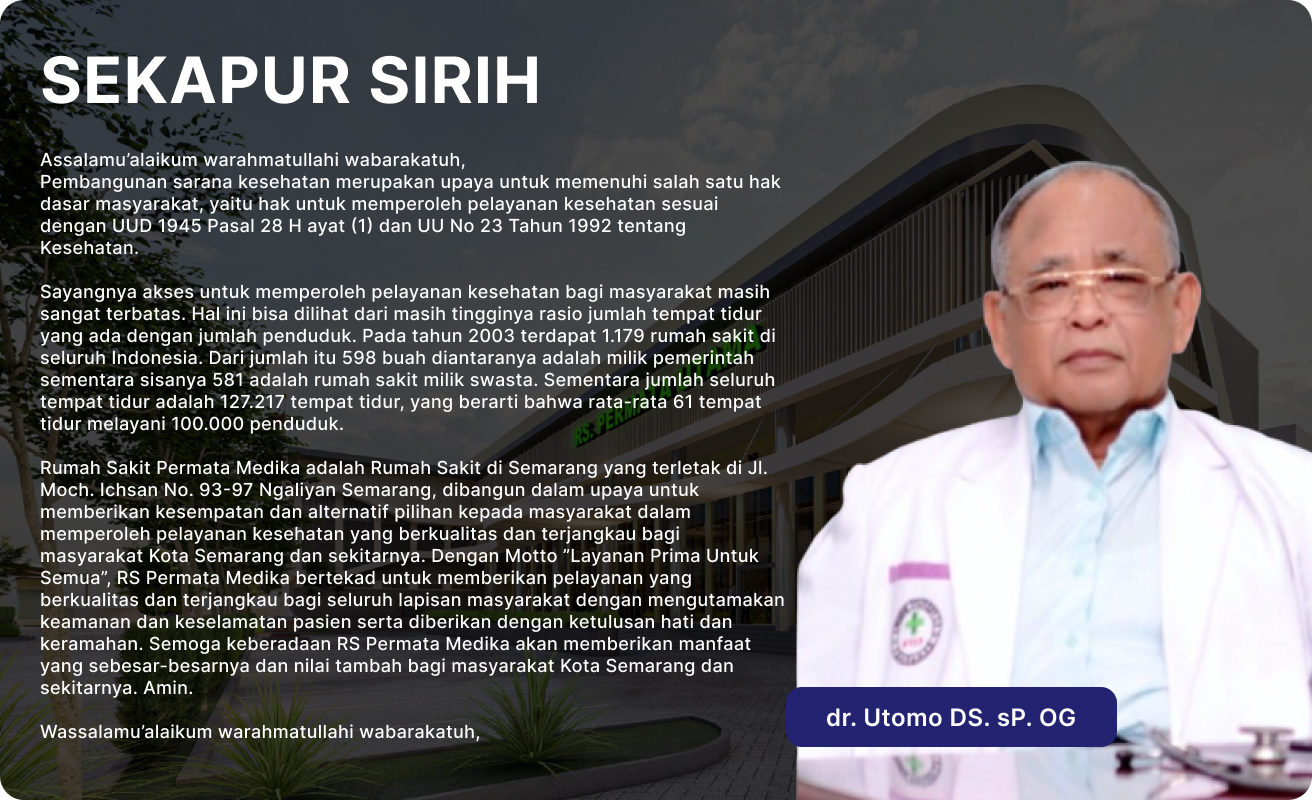 SEKAPUR SIRIH
Assalamu’alaikum warahmatullahi wabarakatuh,
Pembangunan sarana kesehatan merupakan upaya untuk memenuhi salah satu hak
dasar masyarakat, yaitu hak untuk memperoleh pelayanan kesehatan sesuai
dengan UUD 1945 Pasal 28 H ayat (1) dan UU No 23 Tahun 1992 tentang
Kesehatan.
Sayangnya akses untuk memperoleh pelayanan kesehatan bagi masyarakat masih
sangat terbatas. Hal ini bisa dilihat dari masih tingginya rasio jumlah tempat tidur
yang ada dengan jumlah penduduk. Pada tahun 2003 terdapat 1.179 rumah sakit di
seluruh Indonesia. Dari jumlah itu 598 buah diantaranya adalah milik pemerintah
sementara sisanya 581 adalah rumah sakit milik swasta. Sementara jumlah seluruh
tempat tidur adalah 127.217 tempat tidur, yang berarti bahwa rata-rata 61 tempat
tidur melayani 100.000 penduduk.
Rumah Sakit Permata Medika adalah Rumah Sakit di Semarang yang terletak di Jl.
Moch. Ichsan No. 93-97 Ngaliyan Semarang, dibangun dalam upaya untuk
memberikan kesempatan dan alternatif pilihan kepada masyarakat dalam
memperoleh pelayanan kesehatan yang berkualitas dan terjangkau bagi
masyarakat Kota Semarang dan sekitarnya. Dengan Motto ”Layanan Prima Untuk
Semua”, RS Permata Medika bertekad untuk memberikan pelayanan yang
berkualitas dan terjangkau bagi seluruh lapisan masyarakat dengan mengutamakan
keamanan dan keselamatan pasien serta diberikan dengan ketulusan hati dan
keramahan. Semoga keberadaan RS Permata Medika akan memberikan manfaat
yang sebesar-besarnya dan nilai tambah bagi masyarakat Kota Semarang dan
sekitarnya. Amin.
Wassalamu’alaikum warahmatullahi wabarakatuh,
RS. PERMATA UTAMA
dr. Utomo DS. sP. OG